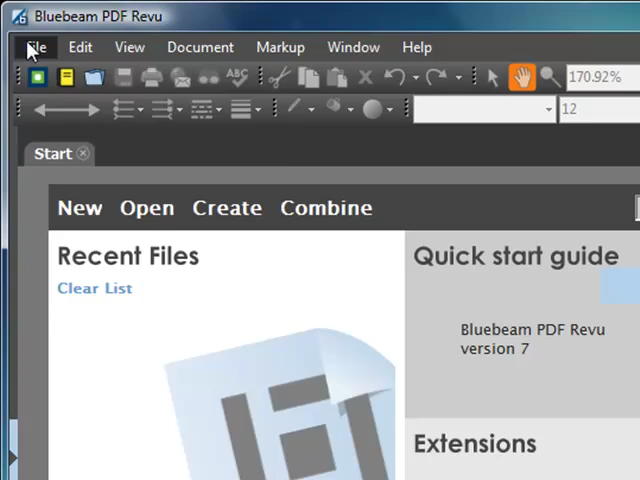 Bluebeam PDF Revu
File Edit View Document Markup Window Help
ABC 170.92%
12
Start
New Open Create Combine
Recent Files
Clear List
Quick start guide
Bluebeam PDF Revu
version 7
Extensions